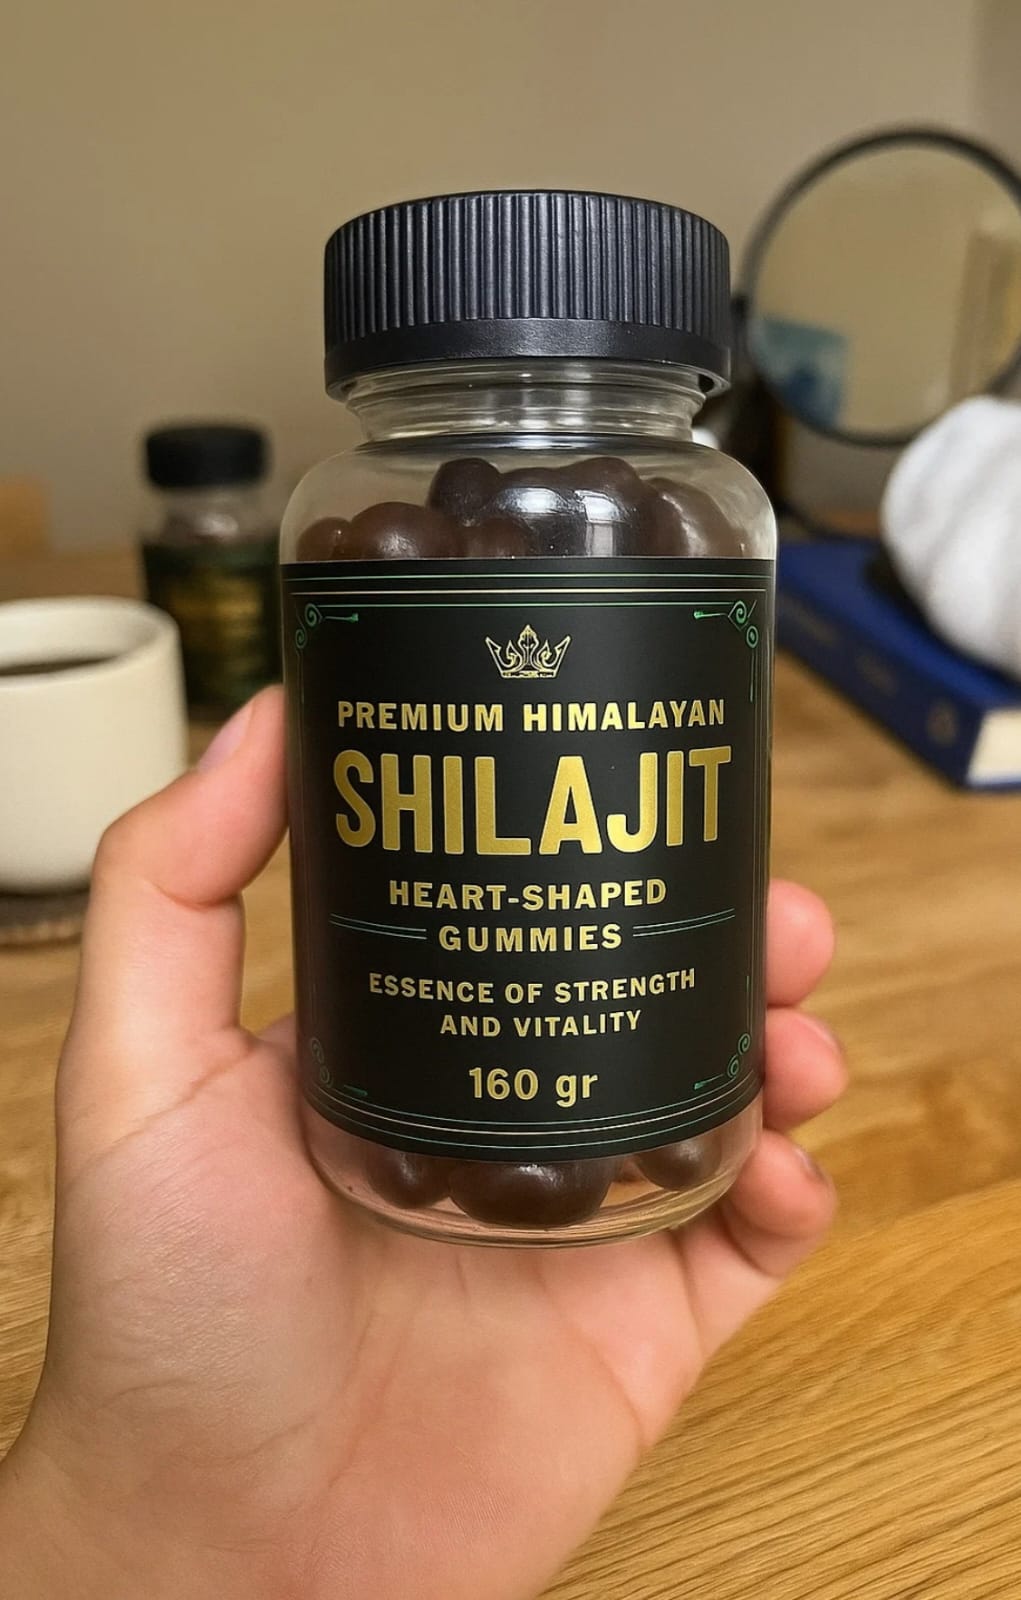 PREMIUM HIMALAYAN
SHILAJIT
HEART-SHAPED
GUMMIES
ESSENCE OF STRENGTH
AND VITALITY
160 gr